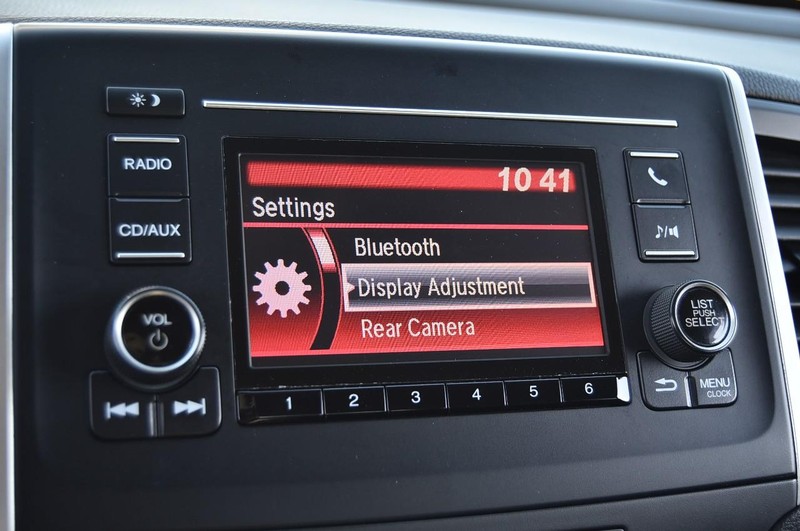 RADIO
CD/AUX
VOL
10 41
Settings
Bluetooth
Display Adjustment
Rear Camera
1 2 3 4 5 6
LIST
PUSH
SELECT
MENU
CLOCK